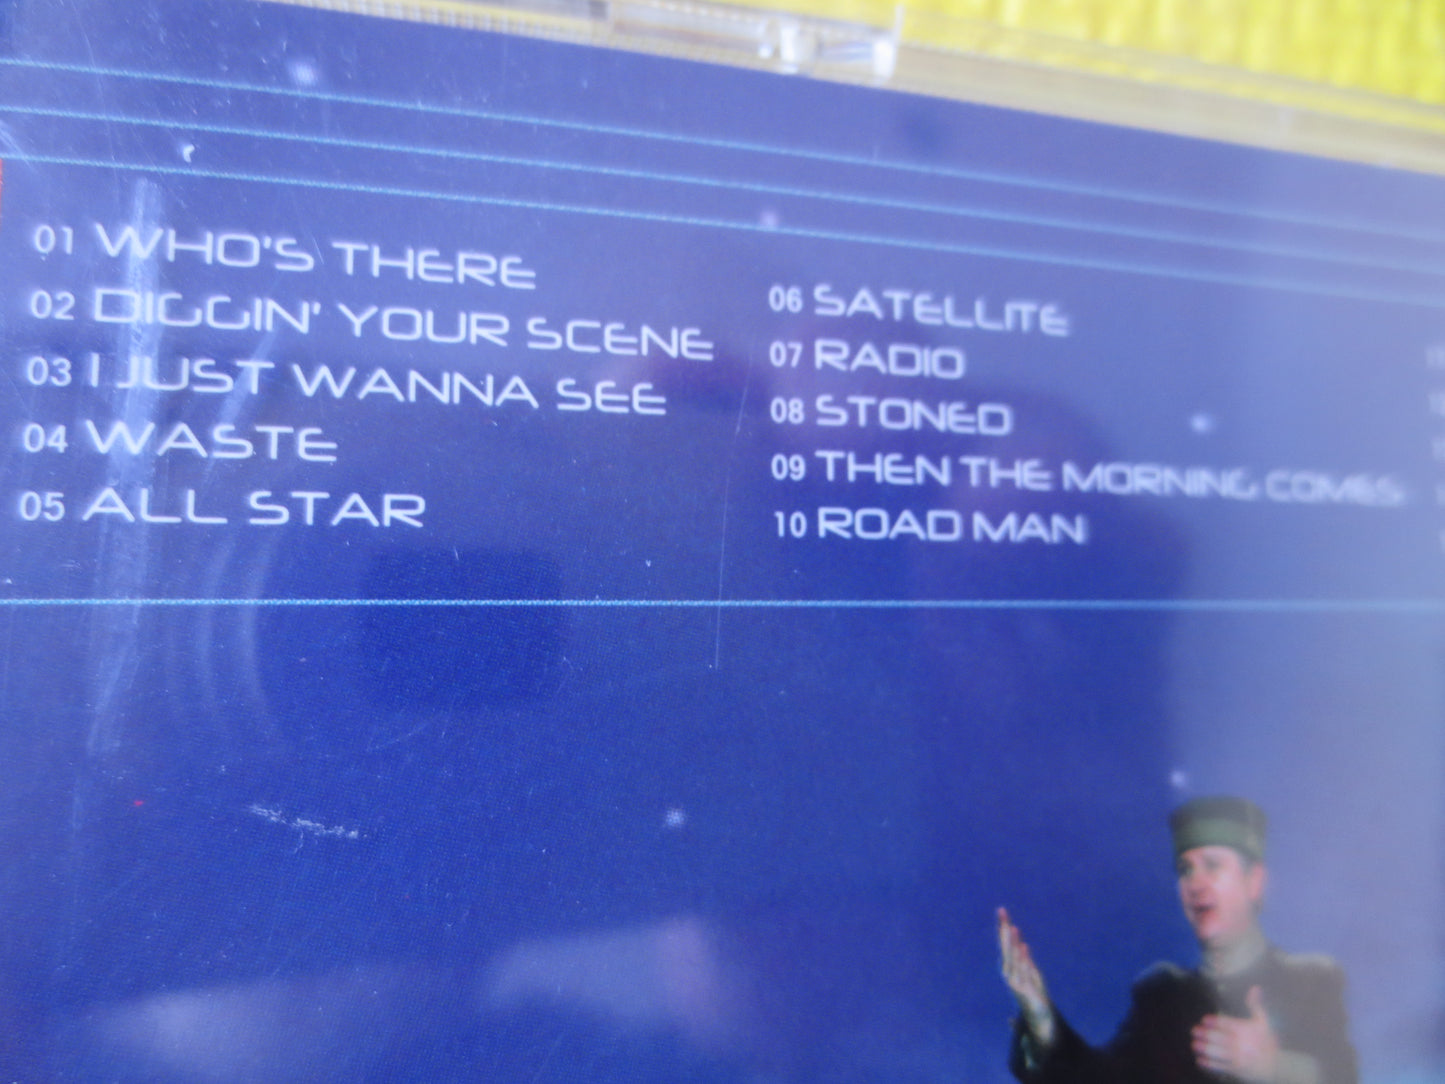 01 WHO'S THERE
02 DIGGIN' YOUR SCENE
03 I JUST WANNA SEE
04 WASTE
05 ALL STAR
06 SATELLITE
07 RADIO
08 STONED
09 THEN THE MORNING COMES
10 ROAD MAN